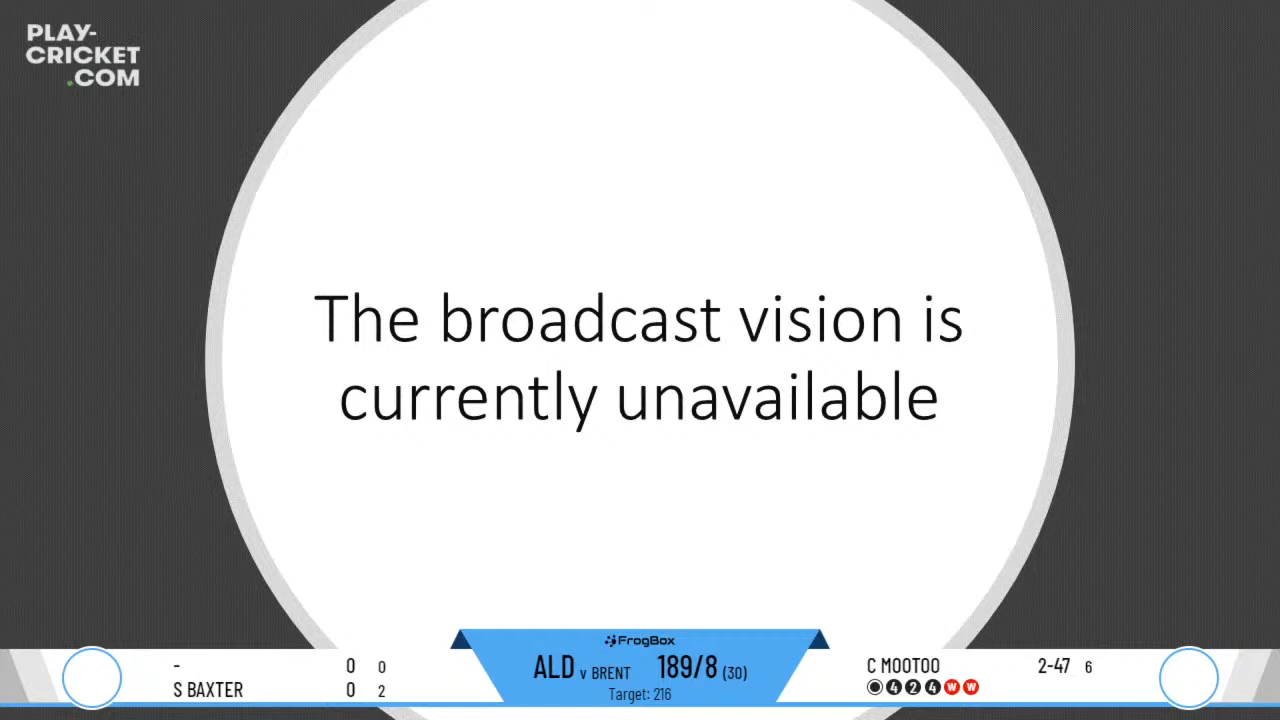 PLAY-
CRICKET
.COM
The broadcast vision is
currently unavailable
FrogBox
- 0 0
S BAXTER 0 2
ALD v BRENT 189/8 (30)
Target: 216
C MOOTOO 2-47 6
4 2 4 W W